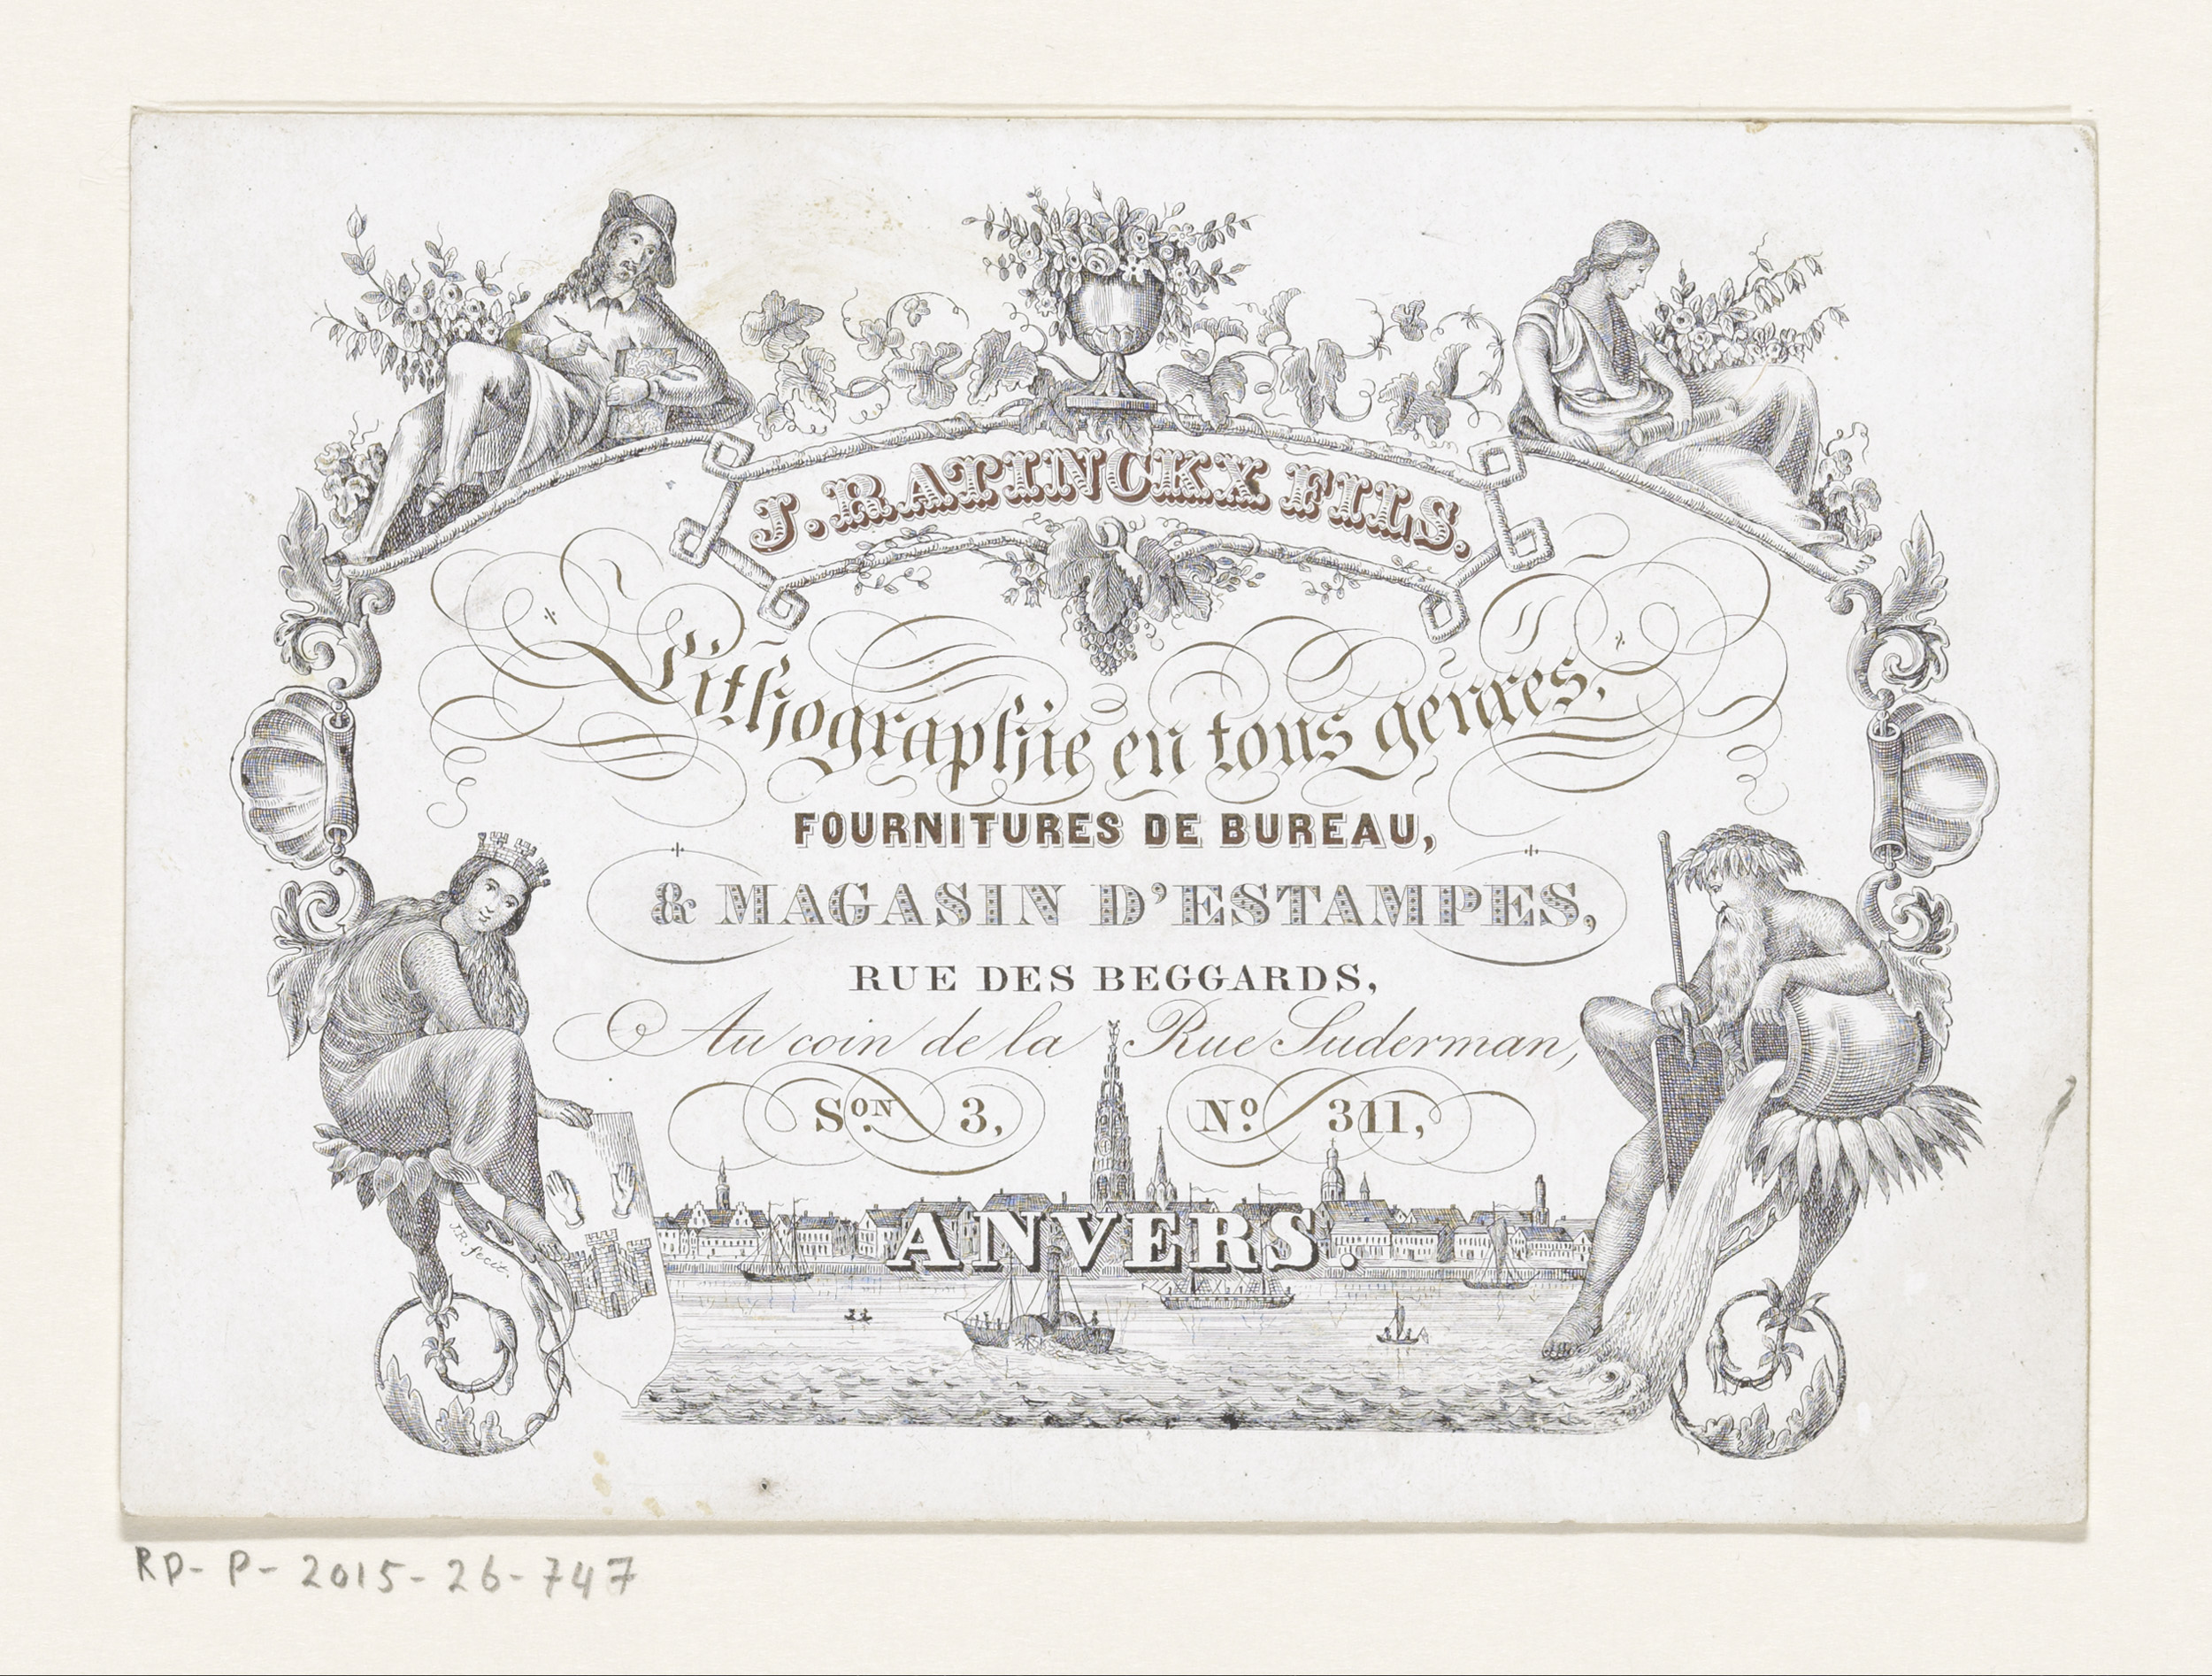 J. RATINCKX FILS.
Lithographie en tous genres,
FOURNITURES DE BUREAU,
& MAGASIN D'ESTAMPES,
RUE DES BEGGARDS,
Au coin de la Rue Suderman,
Son 3, No 311,
ANVERS.
J.R. fecit.
RP-P-2015-26-747